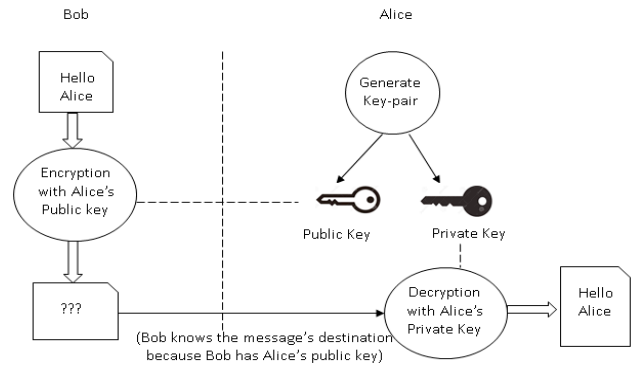 Bob
Alice
Hello
Alice
Generate
Key-pair
Encryption
with Alice's
Public key
Public Key
Private Key
???
Decryption
with Alice's
Private Key
Hello
Alice
(Bob knows the message's destination
because Bob has Alice's public key)